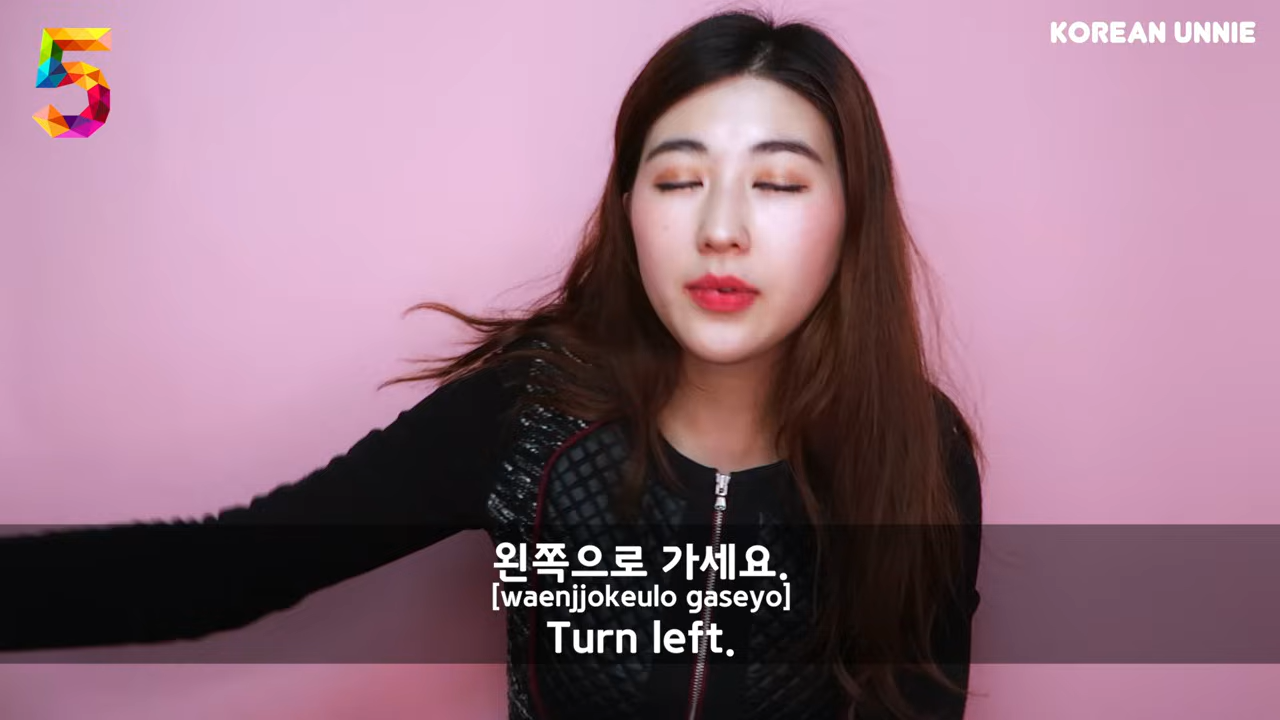 5
KOREAN UNNIE
왼쪽으로 가세요.
[waenjjokeulo gaseyo]
Turn left.